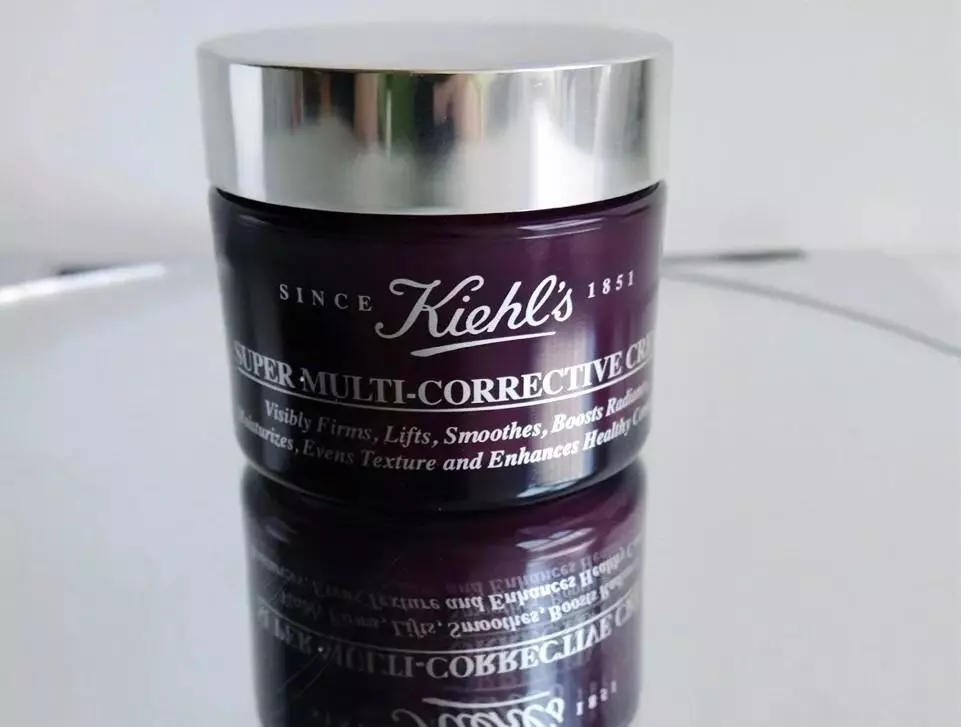 SINCE Kiehl's 1851
SUPER MULTI-CORRECTIVE
Visibly Firms, Lifts, Smoothes, Boosts
Evens Texture and Enhances Healthy